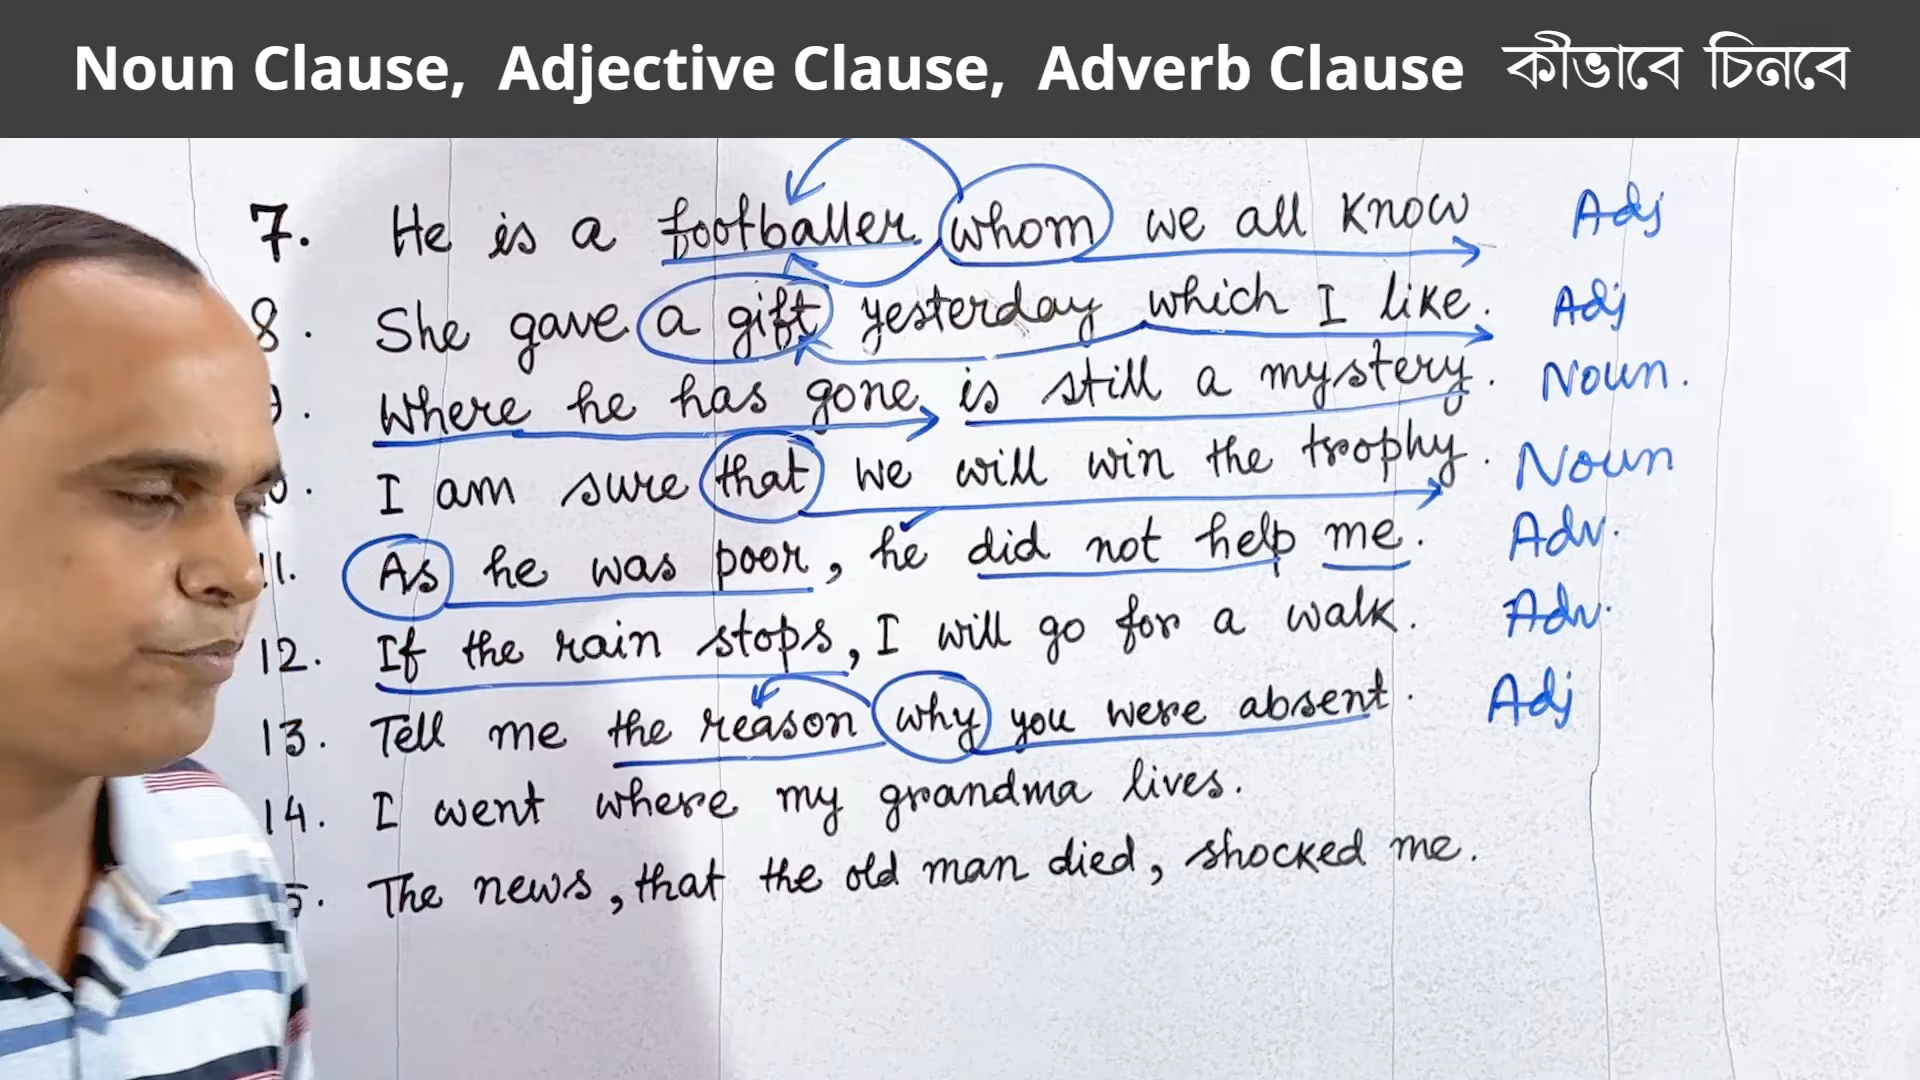 Noun Clause, Adjective Clause, Adverb Clause কীভাবে চিনবে
7. He is a footballer whom we all know Adj
8. She gave a gift yesterday which I like. Adj
. Where he has gone is still a mystery. Noun.
0. I am sure that we will win the trophy. Noun
11. As he was poor, he did not help me. Adv.
12. If the rain stops, I will go for a walk. Adv.
13. Tell me the reason why you were absent. Adj
14. I went where my grandma lives.
5. The news, that the old man died, shocked me.